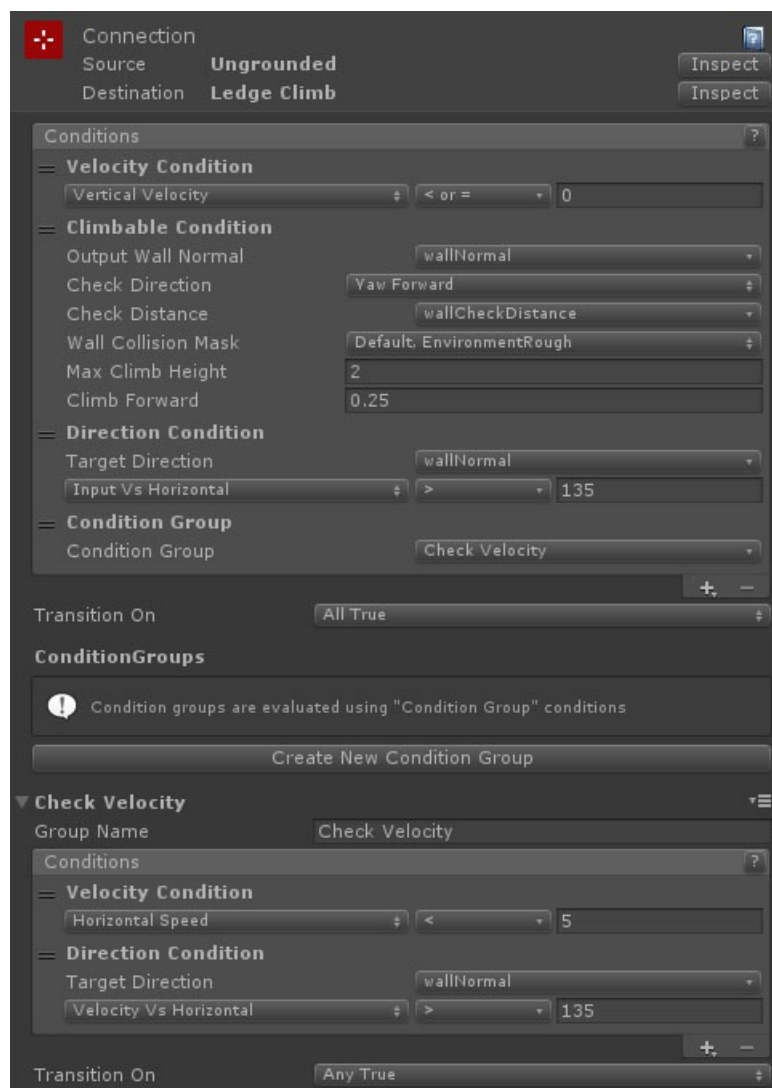 Connection
Source Ungrounded Inspect
Destination Ledge Climb Inspect
Conditions ?
Velocity Condition
Vertical Velocity < or = 0
Climbable Condition
Output Wall Normal wallNormal
Check Direction Yaw Forward
Check Distance wallCheckDistance
Wall Collision Mask Default, EnvironmentRough
Max Climb Height 2
Climb Forward 0.25
Direction Condition
Target Direction wallNormal
Input Vs Horizontal > 135
Condition Group
Condition Group Check Velocity
+ −
Transition On All True
ConditionGroups
Condition groups are evaluated using "Condition Group" conditions
Create New Condition Group
Check Velocity
Group Name Check Velocity
Conditions ?
Velocity Condition
Horizontal Speed < 5
Direction Condition
Target Direction wallNormal
Velocity Vs Horizontal > 135
+ −
Transition On Any True